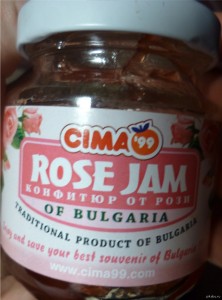 CIMA '99
ROSE JAM
КОНФИТЮР ОТ РОЗИ
OF BULGARIA
TRADITIONAL PRODUCT OF BULGARIA
and save your best souvenir of Bulgaria
www.cima99.com